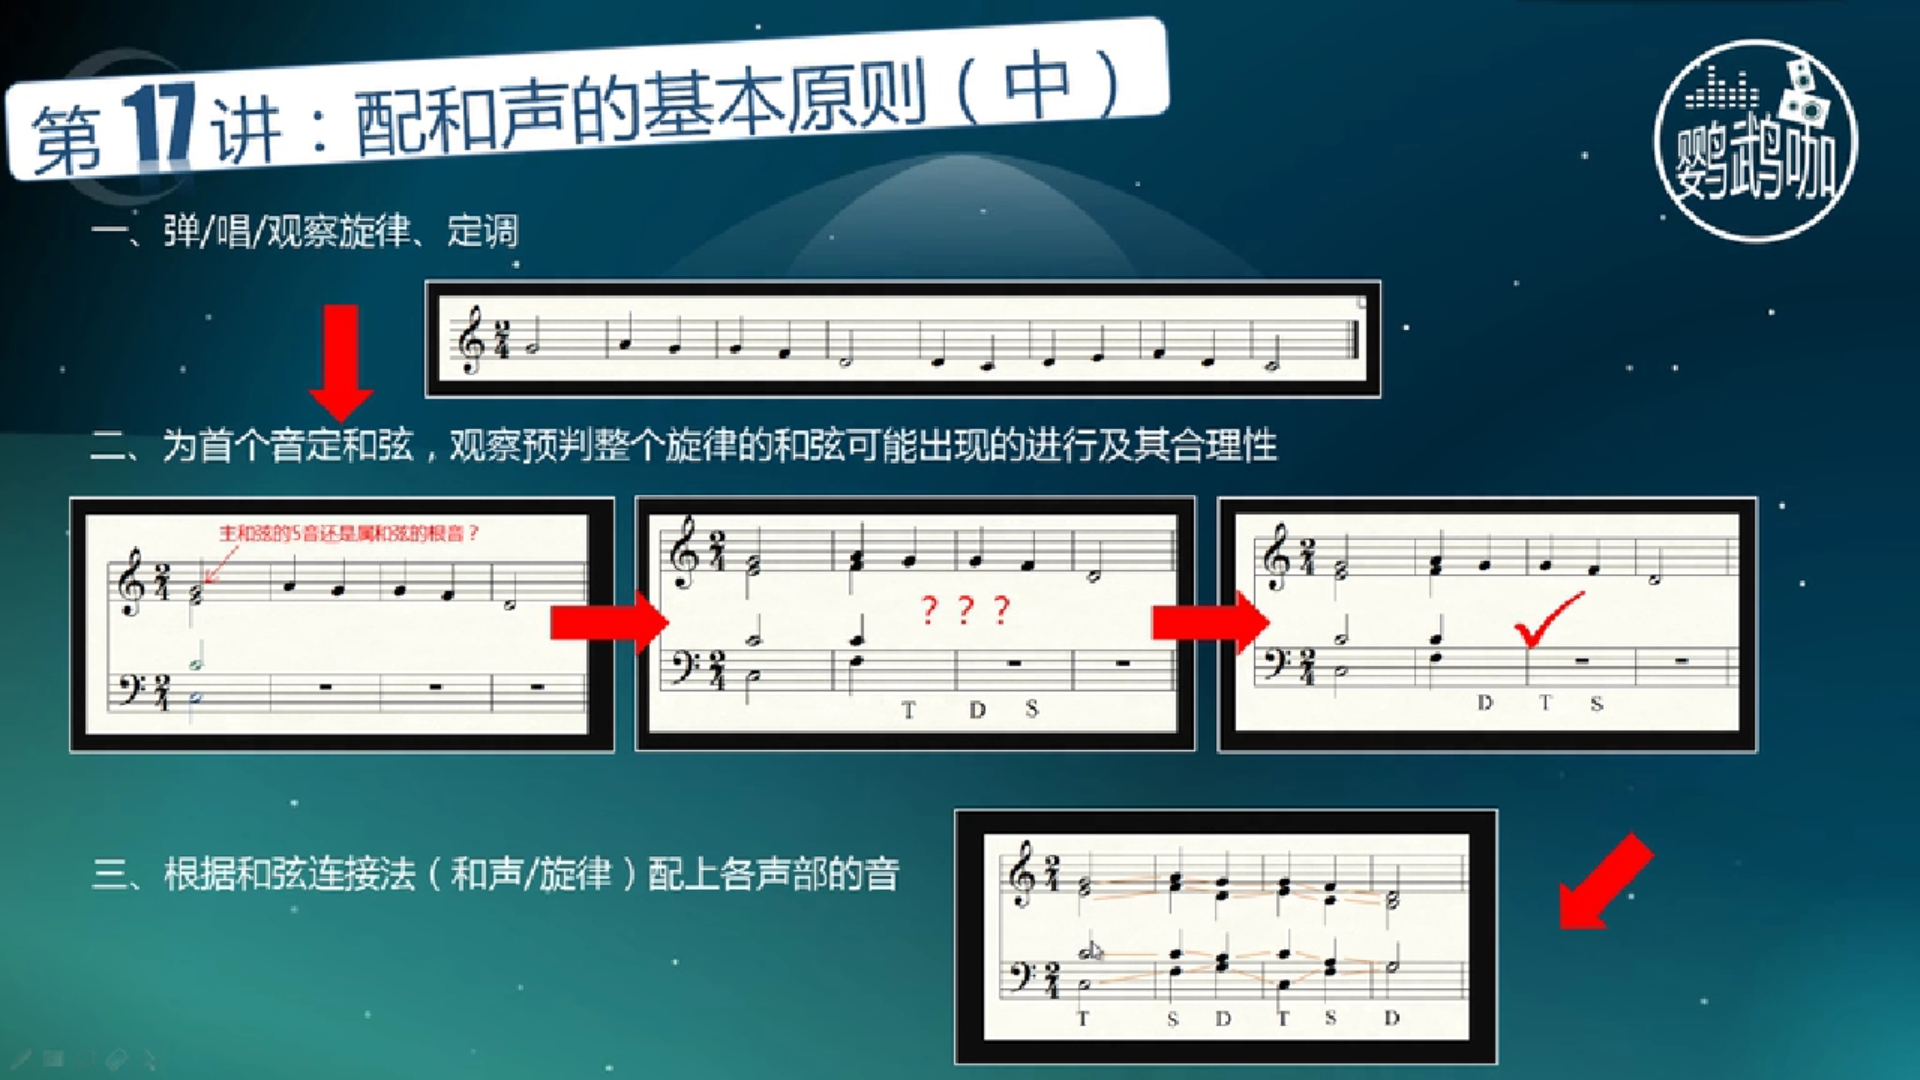 第17讲：配和声的基本原则（中）
鹦鹉咖
一、弹/唱/观察旋律、定调
二、为首个音定和弦，观察预判整个旋律的和弦可能出现的进行及其合理性
主和弦的5音还是属和弦的根音？
？？？
T D S
D T S
三、根据和弦连接法（和声/旋律）配上各声部的音
T S D T S D